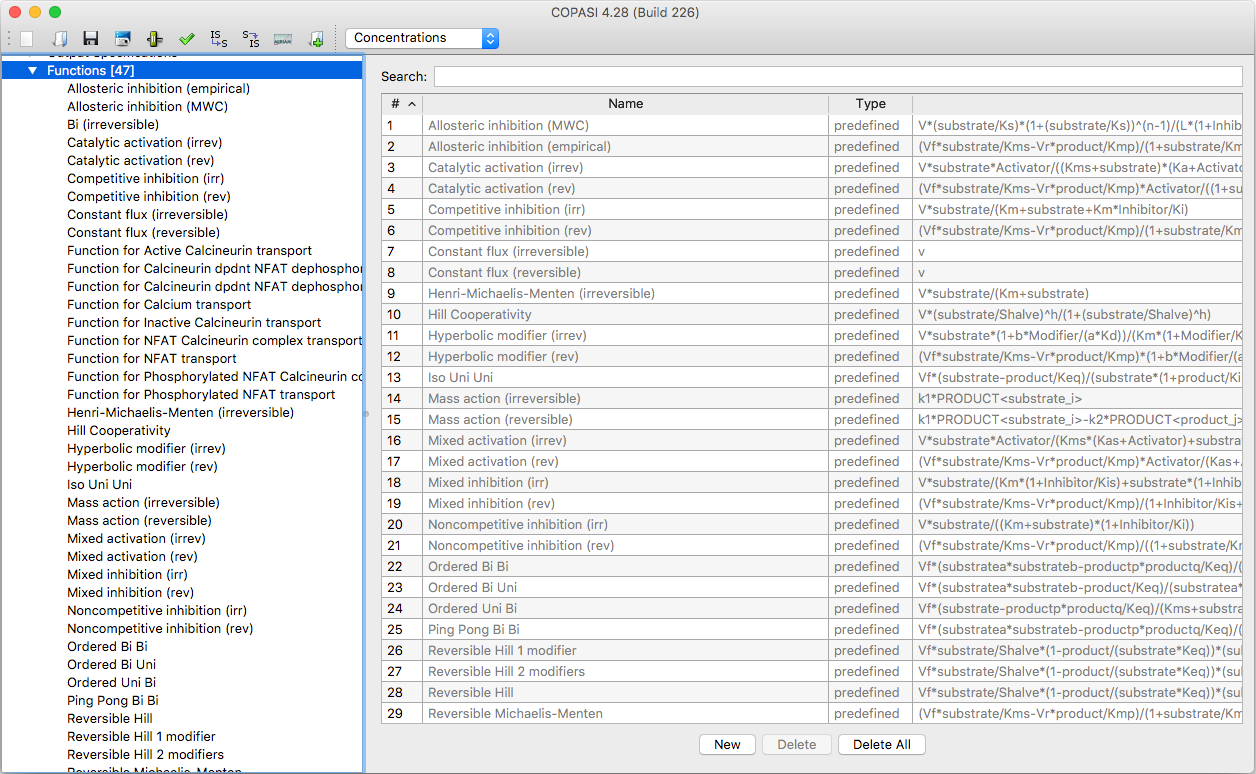 COPASI 4.28 (Build 226)
IS
S
S
IS
MIRIAM
Concentrations
Output Specifications
Functions [47]
Allosteric inhibition (empirical)
Allosteric inhibition (MWC)
Bi (irreversible)
Catalytic activation (irrev)
Catalytic activation (rev)
Competitive inhibition (irr)
Competitive inhibition (rev)
Constant flux (irreversible)
Constant flux (reversible)
Function for Active Calcineurin transport
Function for Calcineurin dpdnt NFAT dephosphor
Function for Calcineurin dpdnt NFAT dephosphor
Function for Calcium transport
Function for Inactive Calcineurin transport
Function for NFAT Calcineurin complex transport
Function for NFAT transport
Function for Phosphorylated NFAT Calcineurin co
Function for Phosphorylated NFAT transport
Henri-Michaelis-Menten (irreversible)
Hill Cooperativity
Hyperbolic modifier (irrev)
Hyperbolic modifier (rev)
Iso Uni Uni
Mass action (irreversible)
Mass action (reversible)
Mixed activation (irrev)
Mixed activation (rev)
Mixed inhibition (irr)
Mixed inhibition (rev)
Noncompetitive inhibition (irr)
Noncompetitive inhibition (rev)
Ordered Bi Bi
Ordered Bi Uni
Ordered Uni Bi
Ping Pong Bi Bi
Reversible Hill
Reversible Hill 1 modifier
Reversible Hill 2 modifiers
Reversible Michaelis-Menten
Search:
# Name Type
1 Allosteric inhibition (MWC) predefined V*(substrate/Ks)*(1+(substrate/Ks))^(n-1)/(L*(1+Inhib
2 Allosteric inhibition (empirical) predefined (Vf*substrate/Kms-Vr*product/Kmp)/(1+substrate/Km
3 Catalytic activation (irrev) predefined V*substrate*Activator/((Kms+substrate)*(Ka+Activato
4 Catalytic activation (rev) predefined (Vf*substrate/Kms-Vr*product/Kmp)*Activator/((1+su
5 Competitive inhibition (irr) predefined V*substrate/(Km+substrate+Km*Inhibitor/Ki)
6 Competitive inhibition (rev) predefined (Vf*substrate/Kms-Vr*product/Kmp)/(1+substrate/Km
7 Constant flux (irreversible) predefined v
8 Constant flux (reversible) predefined v
9 Henri-Michaelis-Menten (irreversible) predefined V*substrate/(Km+substrate)
10 Hill Cooperativity predefined V*(substrate/Shalve)^h/(1+(substrate/Shalve)^h)
11 Hyperbolic modifier (irrev) predefined V*substrate*(1+b*Modifier/(a*Kd))/(Km*(1+Modifier/K
12 Hyperbolic modifier (rev) predefined (Vf*substrate/Kms-Vr*product/Kmp)*(1+b*Modifier/(a
13 Iso Uni Uni predefined Vf*(substrate-product/Keq)/(substrate*(1+product/Ki
14 Mass action (irreversible) predefined k1*PRODUCT<substrate_i>
15 Mass action (reversible) predefined k1*PRODUCT<substrate_i>-k2*PRODUCT<product_j>
16 Mixed activation (irrev) predefined V*substrate*Activator/(Kms*(Kas+Activator)+substra
17 Mixed activation (rev) predefined (Vf*substrate/Kms-Vr*product/Kmp)*Activator/(Kas+
18 Mixed inhibition (irr) predefined V*substrate/(Km*(1+Inhibitor/Kis)+substrate*(1+Inhib
19 Mixed inhibition (rev) predefined (Vf*substrate/Kms-Vr*product/Kmp)/(1+Inhibitor/Kis+
20 Noncompetitive inhibition (irr) predefined V*substrate/((Km+substrate)*(1+Inhibitor/Ki))
21 Noncompetitive inhibition (rev) predefined (Vf*substrate/Kms-Vr*product/Kmp)/((1+substrate/Km
22 Ordered Bi Bi predefined (Vf*(substratea*substrateb-productp*productq/Keq)/(
23 Ordered Bi Uni predefined Vf*(substratea*substrateb-product/Keq)/(substratea*
24 Ordered Uni Bi predefined Vf*(substrate-productp*productq/Keq)/(Kms+substra
25 Ping Pong Bi Bi predefined Vf*(substratea*substrateb-productp*productq/Keq)/(
26 Reversible Hill 1 modifier predefined Vf*substrate/Shalve*(1-product/(substrate*Keq))*(sul
27 Reversible Hill 2 modifiers predefined Vf*substrate/Shalve*(1-product/(substrate*Keq))*(sul
28 Reversible Hill predefined Vf*substrate/Shalve*(1-product/(substrate*Keq))*(sul
29 Reversible Michaelis-Menten predefined (Vf*substrate/Kms-Vr*product/Kmp)/(1+substrate/Km
New Delete Delete All